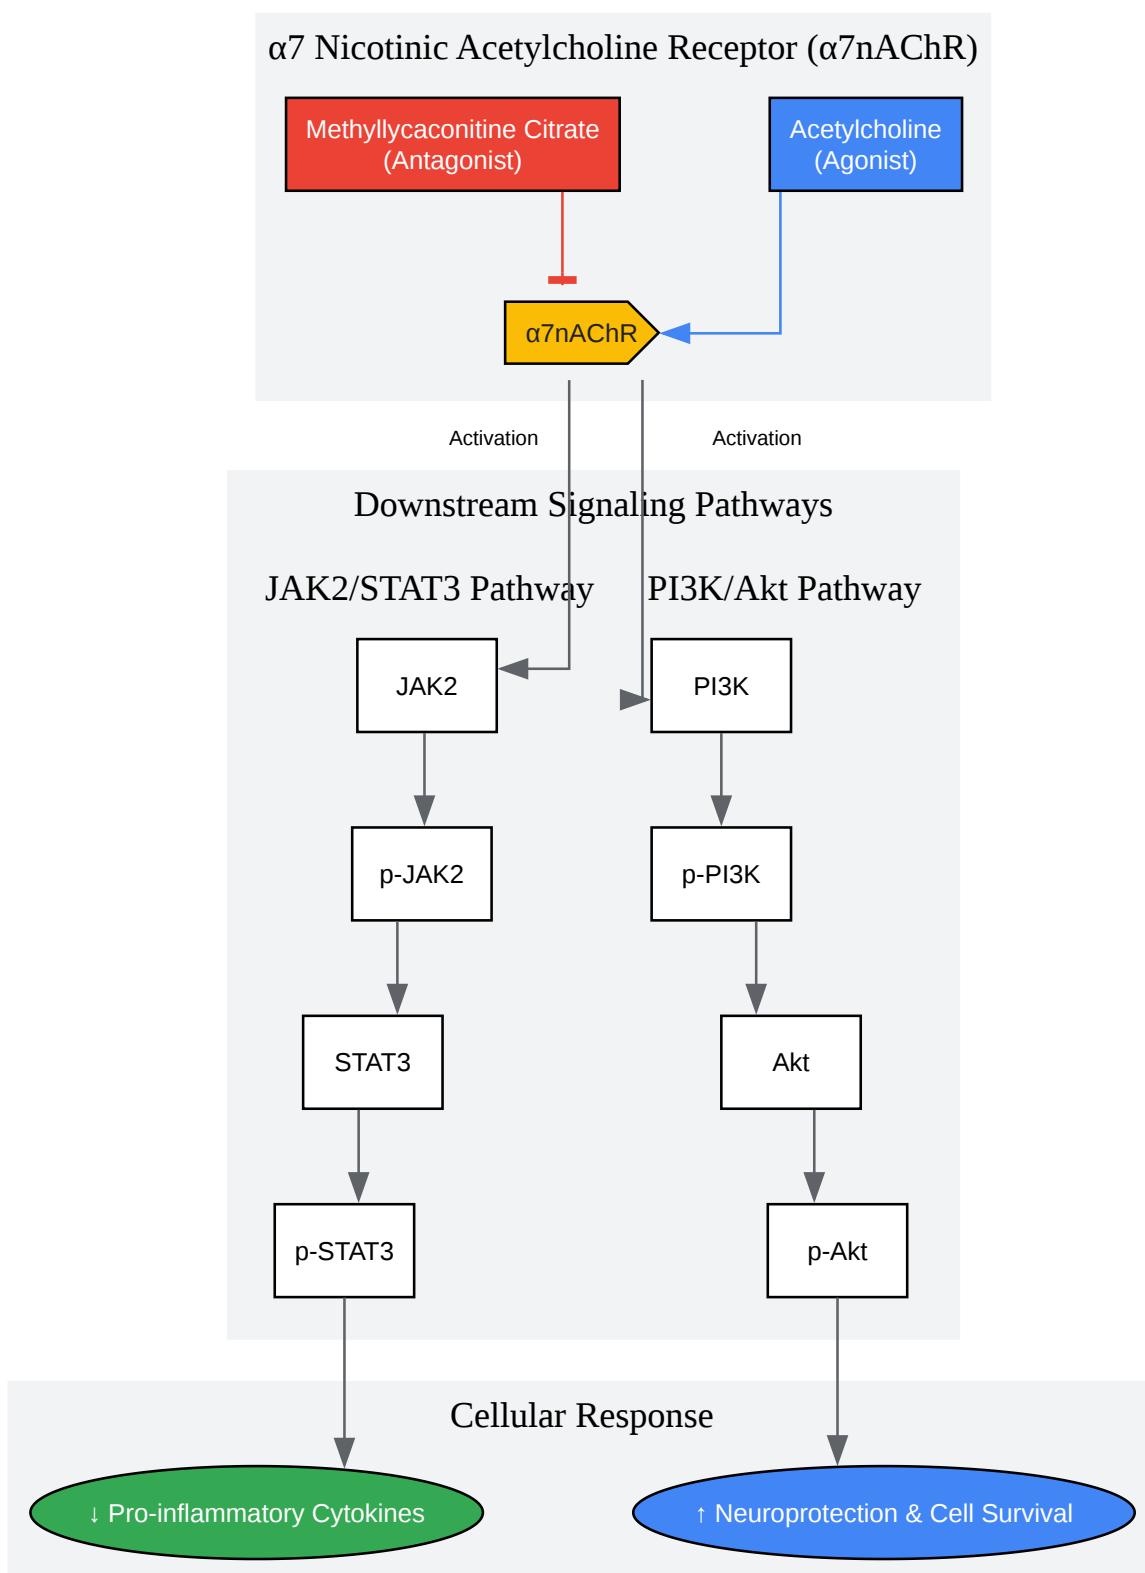 α7 Nicotinic Acetylcholine Receptor (α7nAChR)
Methyllycaconitine Citrate
(Antagonist)
Acetylcholine
(Agonist)
α7nAChR
Activation
Activation
Downstream Signaling Pathways
JAK2/STAT3 Pathway
PI3K/Akt Pathway
JAK2
PI3K
p-JAK2
p-PI3K
STAT3
Akt
p-STAT3
p-Akt
Cellular Response
↓ Pro-inflammatory Cytokines
↑ Neuroprotection & Cell Survival